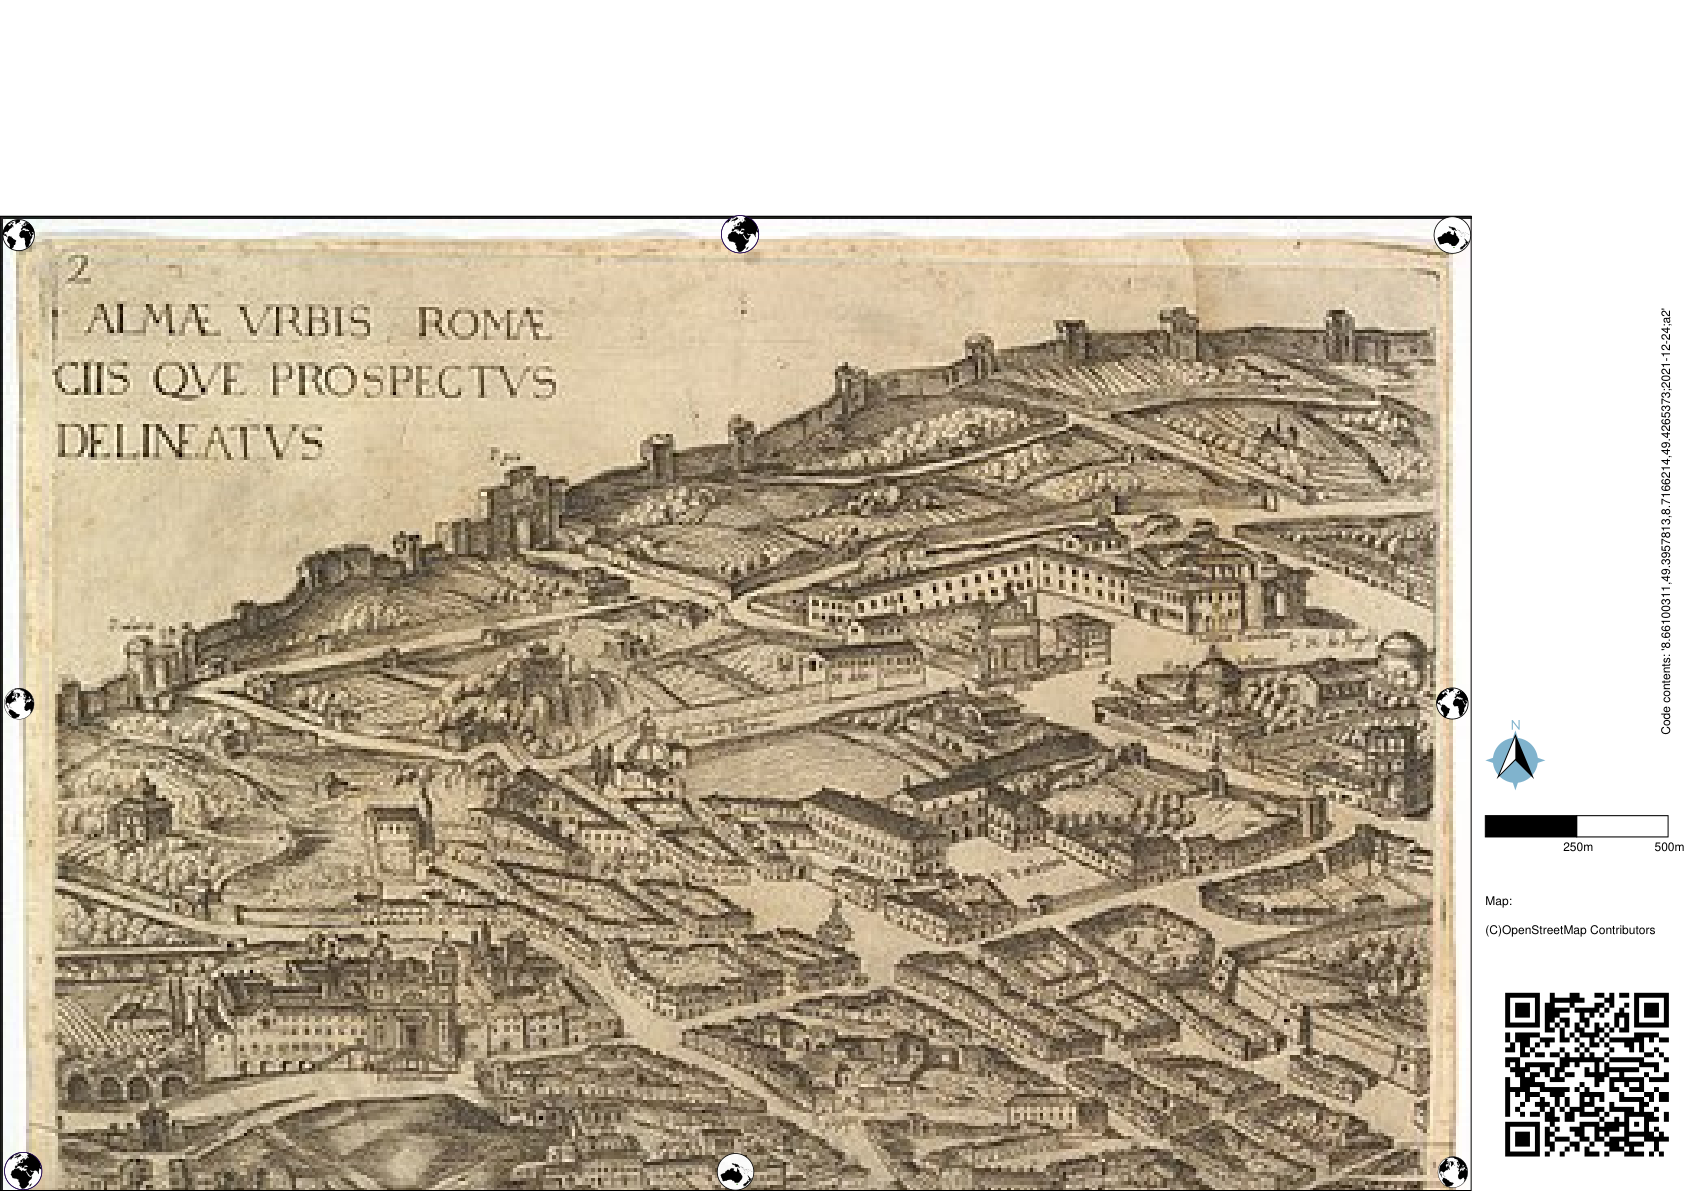 2
ALMÆ VRBIS ROMÆ
CIIS QVE PROSPECTVS
DELINEATVS
Code contents: '8.66100311,49.3957813,8.7166214,49.4265373;2021-12-24;a2'
N
250m
500m
Map:
(C)OpenStreetMap Contributors